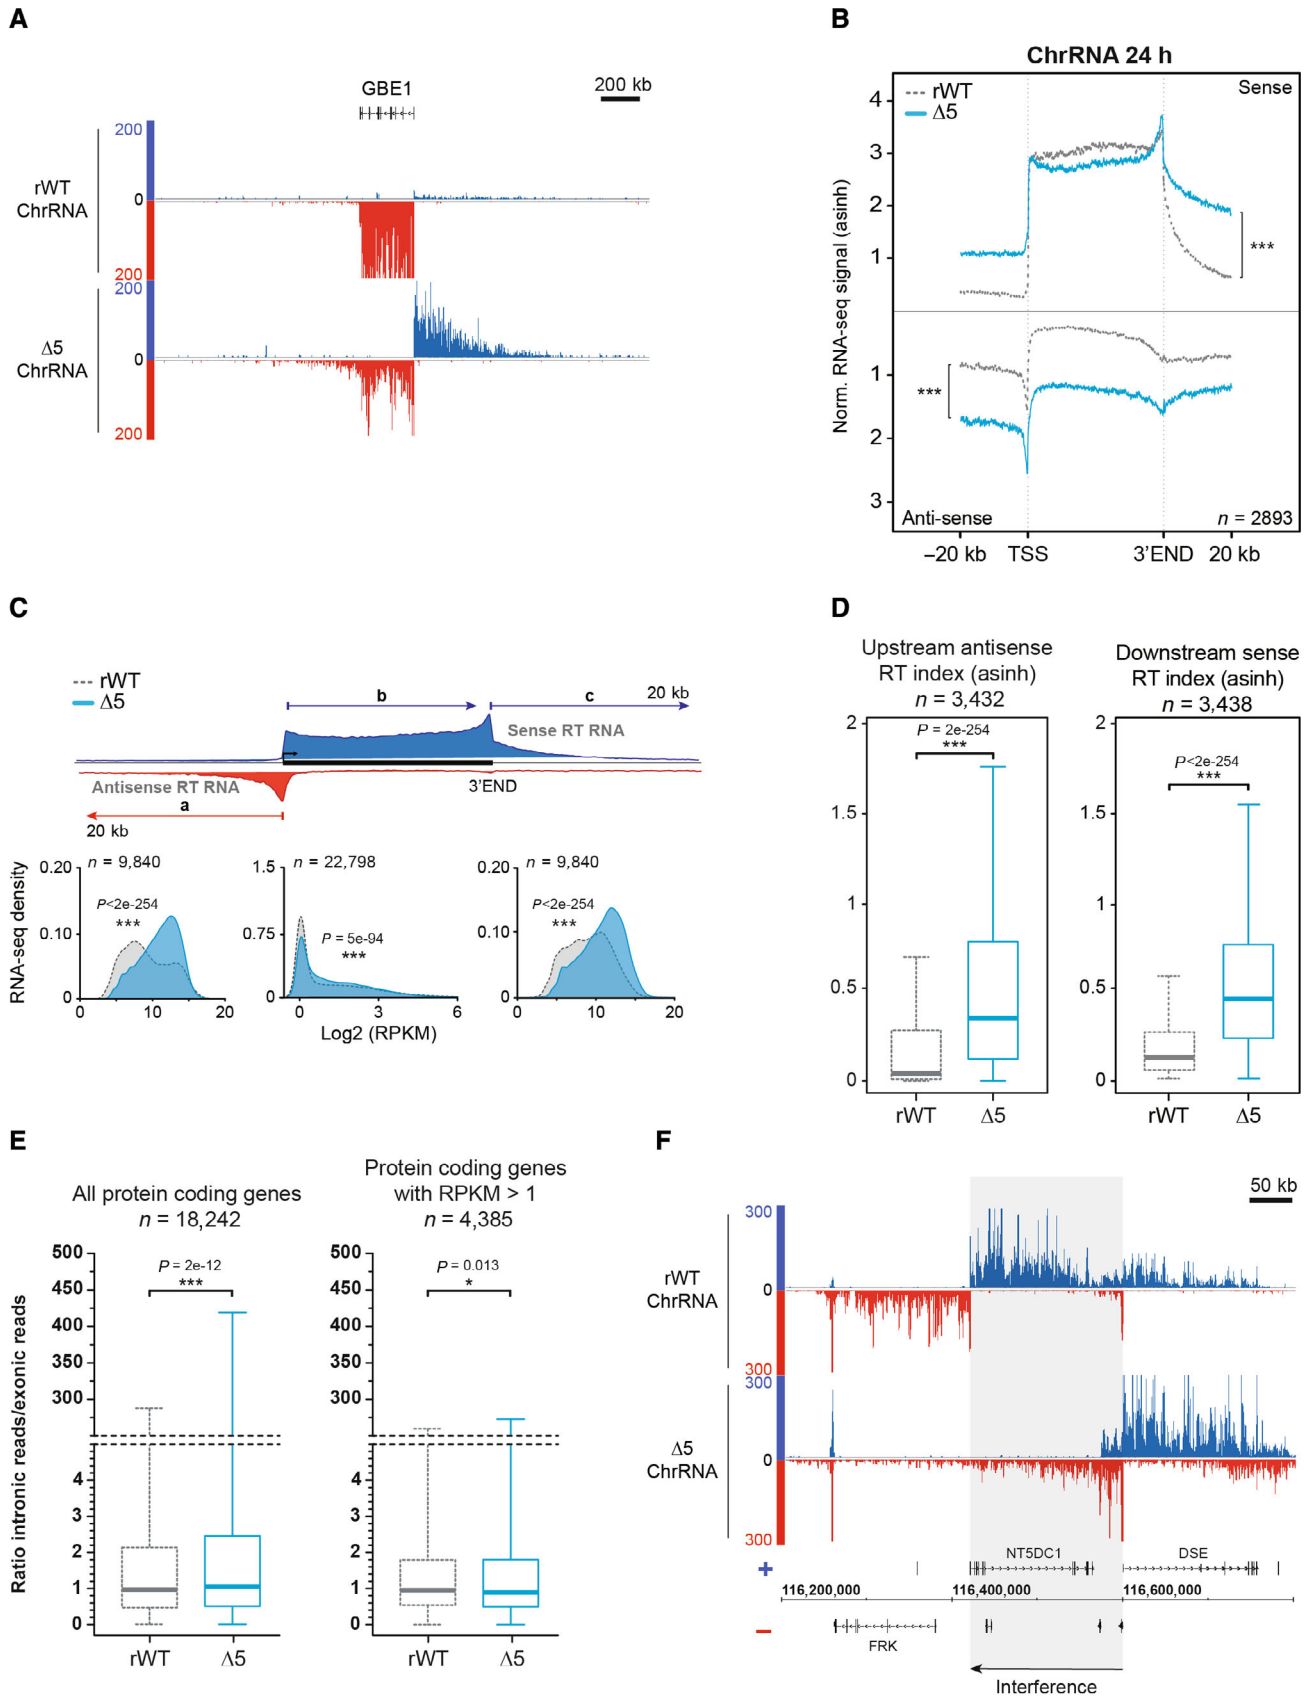 A
GBE1
200 kb
rWT
ChrRNA
200
0
200
Δ5
ChrRNA
200
0
200
B
ChrRNA 24 h
rWT
Δ5
Sense
Norm. RNA-seq signal (asinh)
4
3
2
1
1
2
3
***
***
Anti-sense
n = 2893
–20 kb TSS 3'END 20 kb
C
rWT
Δ5
b
c
20 kb
Sense RT RNA
Antisense RT RNA
3'END
a
20 kb
RNA-seq density
0.20
0.10
0
n = 9,840
P<2e-254
***
0 10 20
1.5
0.75
0
n = 22,798
P = 5e-94
***
0 3 6
Log2 (RPKM)
0.20
0.10
0
n = 9,840
P<2e-254
***
0 10 20
D
Upstream antisense
RT index (asinh)
n = 3,432
2
1.5
1
0.5
0
P = 2e-254
***
rWT Δ5
Downstream sense
RT index (asinh)
n = 3,438
2
1.5
1
0.5
0
P<2e-254
***
rWT Δ5
E
Ratio intronic reads/exonic reads
All protein coding genes
n = 18,242
500
450
400
350
300
4
3
2
1
0
P = 2e-12
***
rWT Δ5
Protein coding genes
with RPKM > 1
n = 4,385
500
450
400
350
300
4
3
2
1
0
P = 0.013
*
rWT Δ5
F
50 kb
rWT
ChrRNA
300
0
300
Δ5
ChrRNA
300
0
300
+
NT5DC1
DSE
116,200,000 116,400,000 116,600,000
–
FRK
Interference